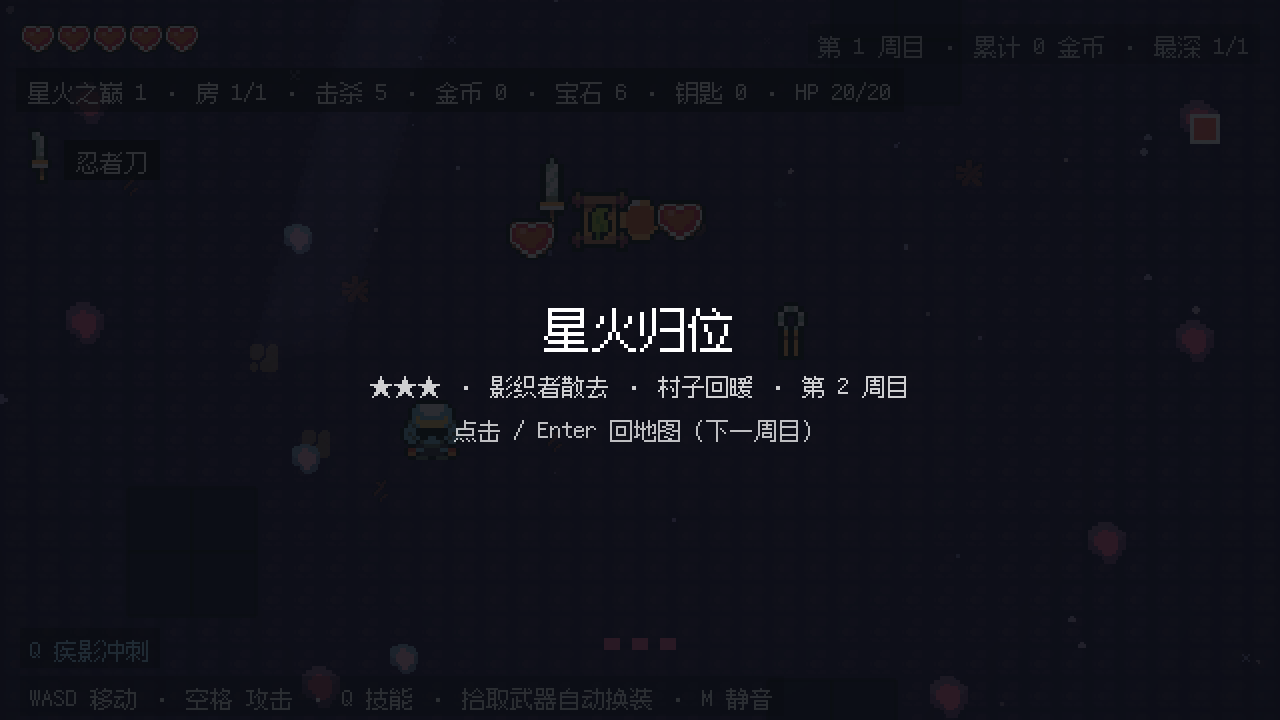 第 1 周目 · 累计 0 金币 · 最深 1/1
星火之巅 1 · 房 1/1 · 击杀 5 · 金币 0 · 宝石 6 · 钥匙 0 · HP 20/20
忍者刀
星火归位
★★★ · 影织者散去 · 村子回暖 · 第 2 周目
点击 / Enter 回地图 (下一周目)
Q 疾影冲刺
WASD 移动 · 空格 攻击 · Q 技能 · 拾取武器自动换装 · M 静音